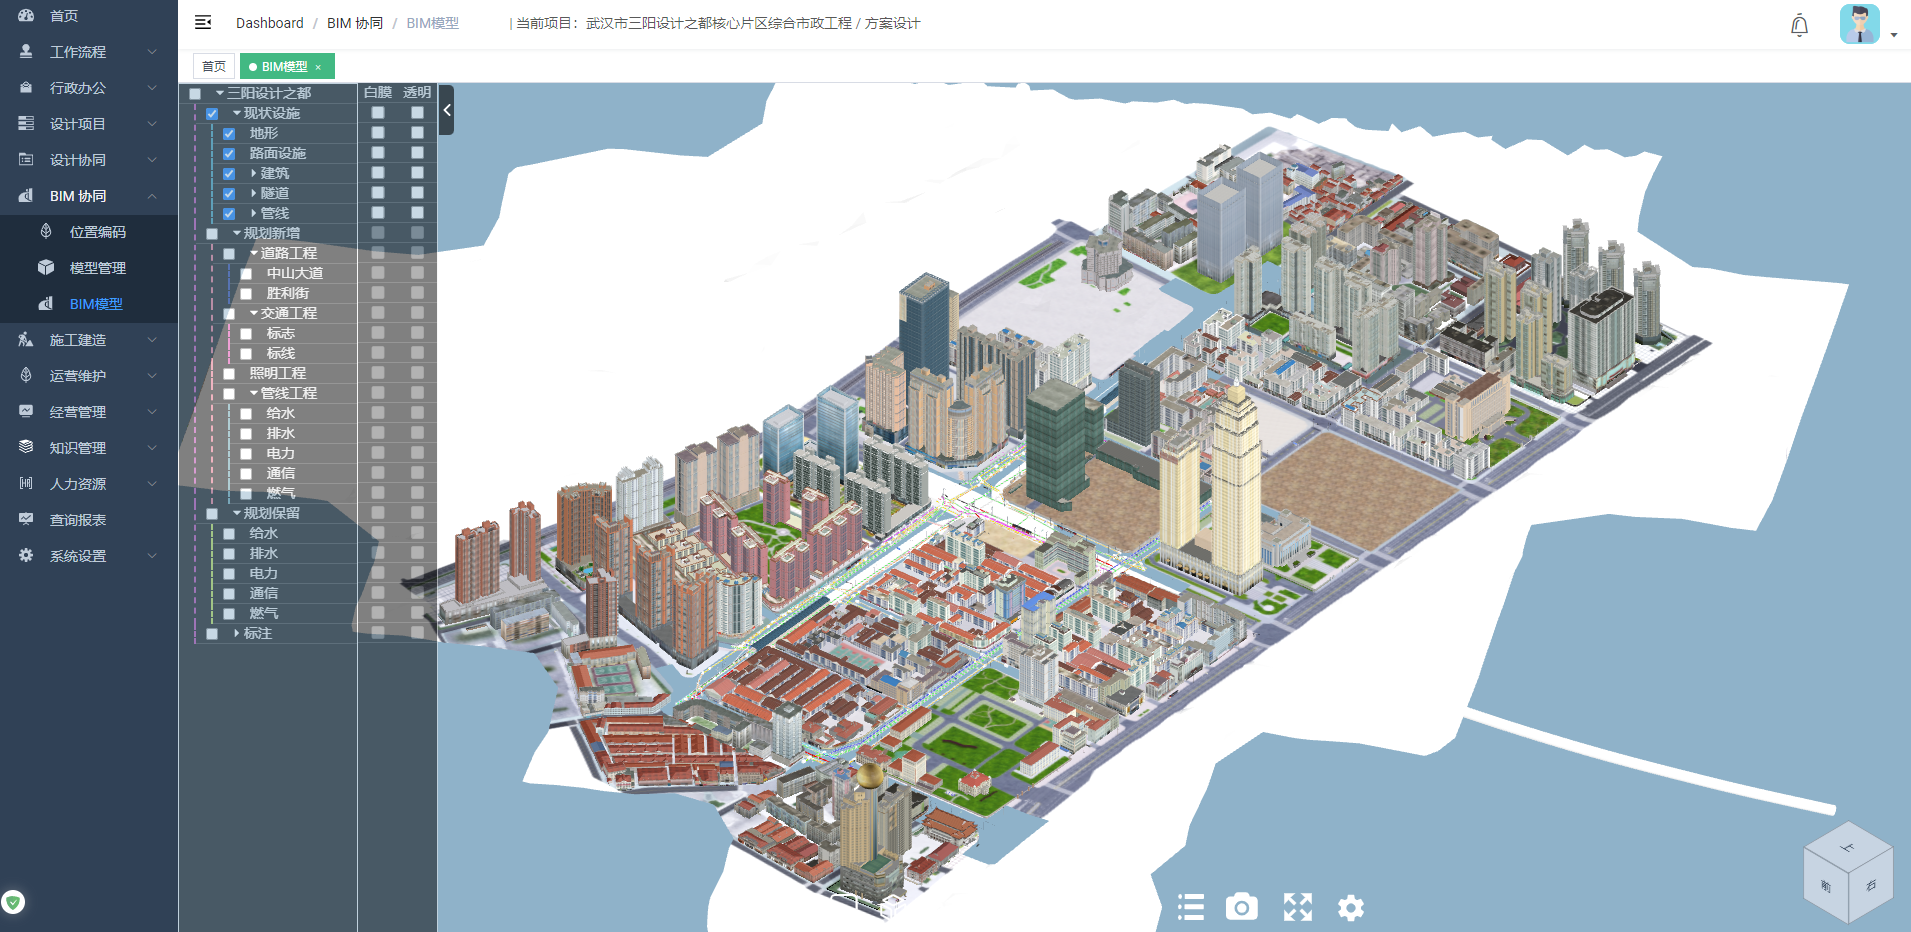 首页
工作流程
行政办公
设计项目
设计协同
BIM 协同
位置编码
模型管理
BIM模型
施工建造
运营维护
经营管理
知识管理
人力资源
查询报表
系统设置
Dashboard / BIM 协同 / BIM模型 | 当前项目：武汉市三阳设计之都核心片区综合市政工程 / 方案设计
首页 BIM模型 ×
三阳设计之都 白膜 透明
现状设施
地形
路面设施
建筑
隧道
管线
规划新增
道路工程
中山大道
胜利街
交通工程
标志
标线
照明工程
管线工程
给水
排水
电力
通信
燃气
规划保留
给水
排水
电力
通信
燃气
标注
上
前 右